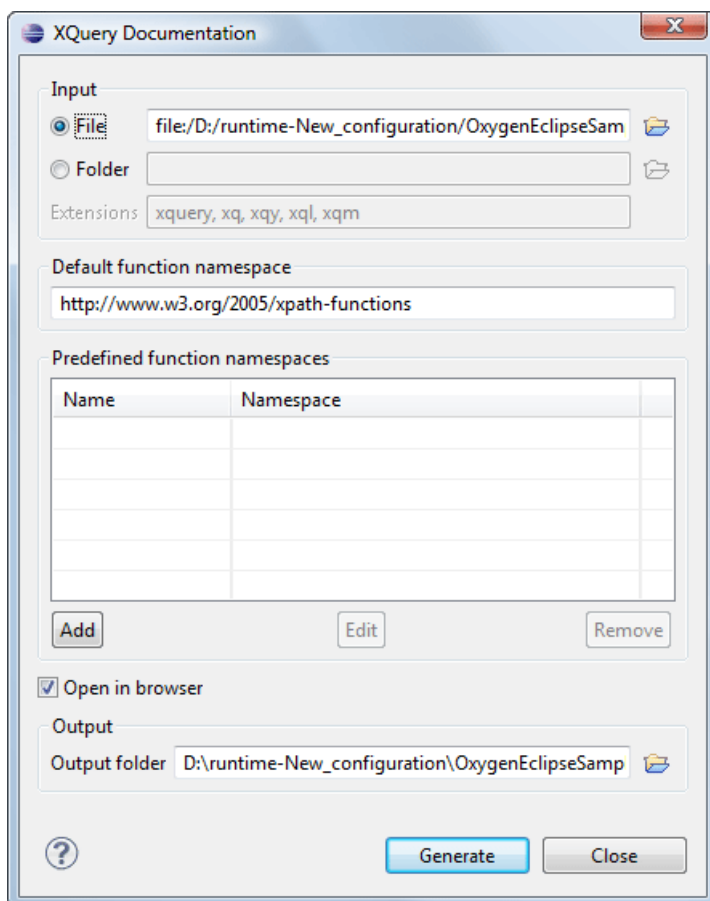 XQuery Documentation
Input
File file:/D:/runtime-New_configuration/OxygenEclipseSam
Folder
Extensions xquery, xq, xqy, xql, xqm
Default function namespace
http://www.w3.org/2005/xpath-functions
Predefined function namespaces
Name Namespace
Add Edit Remove
Open in browser
Output
Output folder D:\runtime-New_configuration\OxygenEclipseSamp
? Generate Close